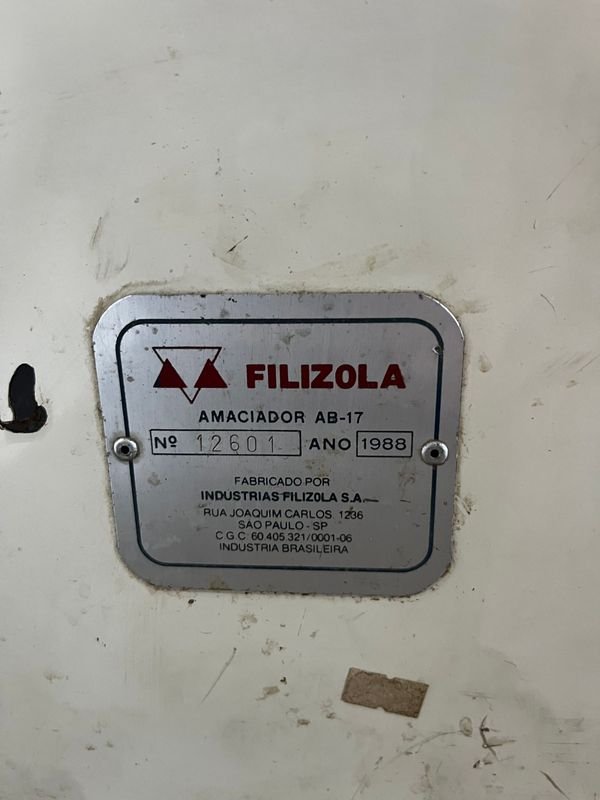 FILIZOLA
AMACIADOR AB-17
Nº 12601 ANO 1988
FABRICADO POR
INDUSTRIAS FILIZOLA S.A.
RUA JOAQUIM CARLOS, 1236
SÃO PAULO - SP
C G C 60.405.321/0001-06
INDUSTRIA BRASILEIRA